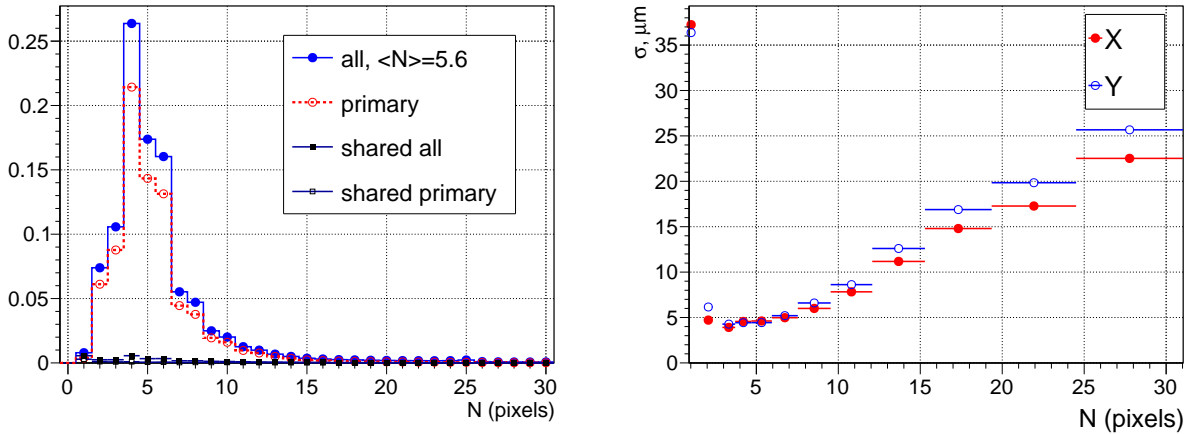 0.25
0.2
0.15
0.1
0.05
0
0 5 10 15 20 25 30
N (pixels)
all, <N>=5.6
primary
shared all
shared primary
σ, μm
35
30
25
20
15
10
5
0
5 10 15 20 25 30
N (pixels)
X
Y